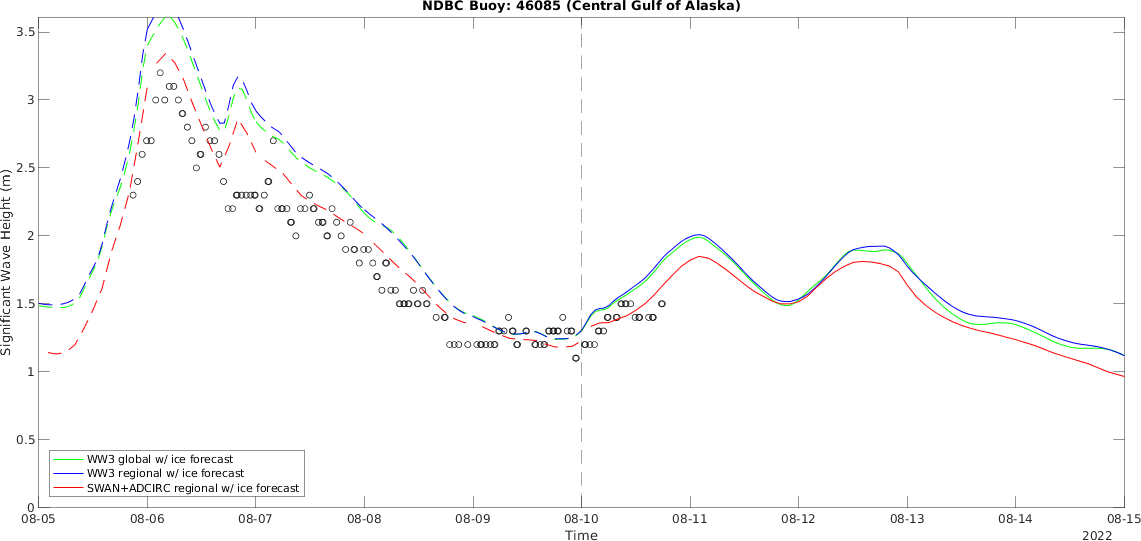 NDBC Buoy: 46085 (Central Gulf of Alaska)
3.5
3
2.5
2
1.5
1
0.5
0
Significant Wave Height (m)
WW3 global w/ ice forecast
WW3 regional w/ ice forecast
SWAN+ADCIRC regional w/ ice forecast
08-05 08-06 08-07 08-08 08-09 08-10 08-11 08-12 08-13 08-14 08-15
Time
2022